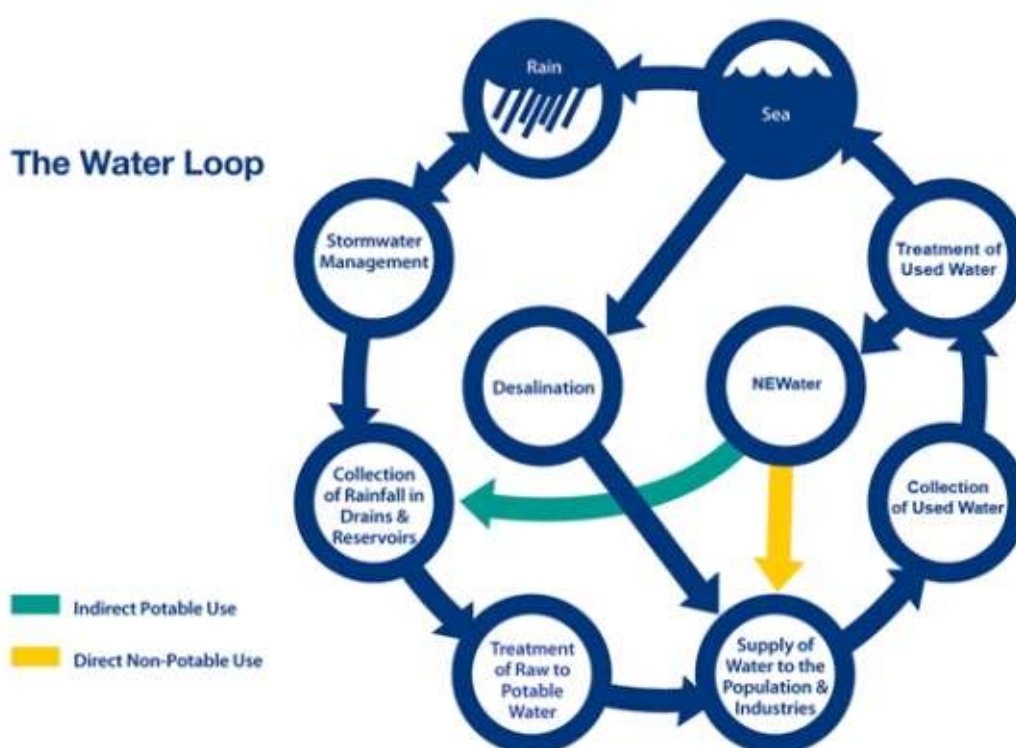 The Water Loop
Rain
Sea
Stormwater
Management
Treatment of
Used Water
Desalination
NEWater
Collection
of Rainfall in
Drains &
Reservoirs
Collection
of Used Water
Indirect Potable Use
Direct Non-Potable Use
Treatment
of Raw to
Potable
Water
Supply of
Water to the
Population &
Industries